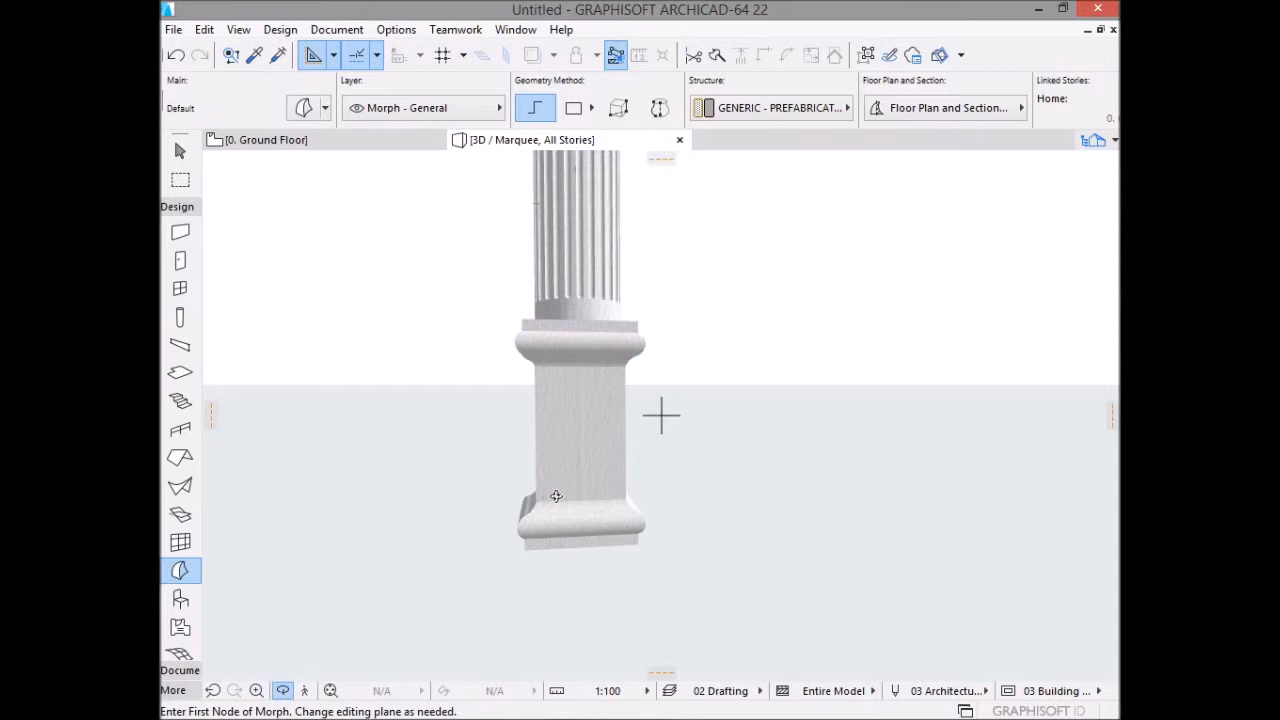 Untitled - GRAPHISOFT ARCHICAD-64 22
File Edit View Design Document Options Teamwork Window Help
Main: Layer: Geometry Method: Structure: Floor Plan and Section: Linked Stories:
Default Morph - General GENERIC - PREFABRICAT... Floor Plan and Section... Home:
0.
[0. Ground Floor] [3D / Marquee, All Stories]
Design
Docume
More N/A N/A 1:100 02 Drafting Entire Model 03 Architectu... 03 Building ...
Enter First Node of Morph. Change editing plane as needed. GRAPHISOFT ID